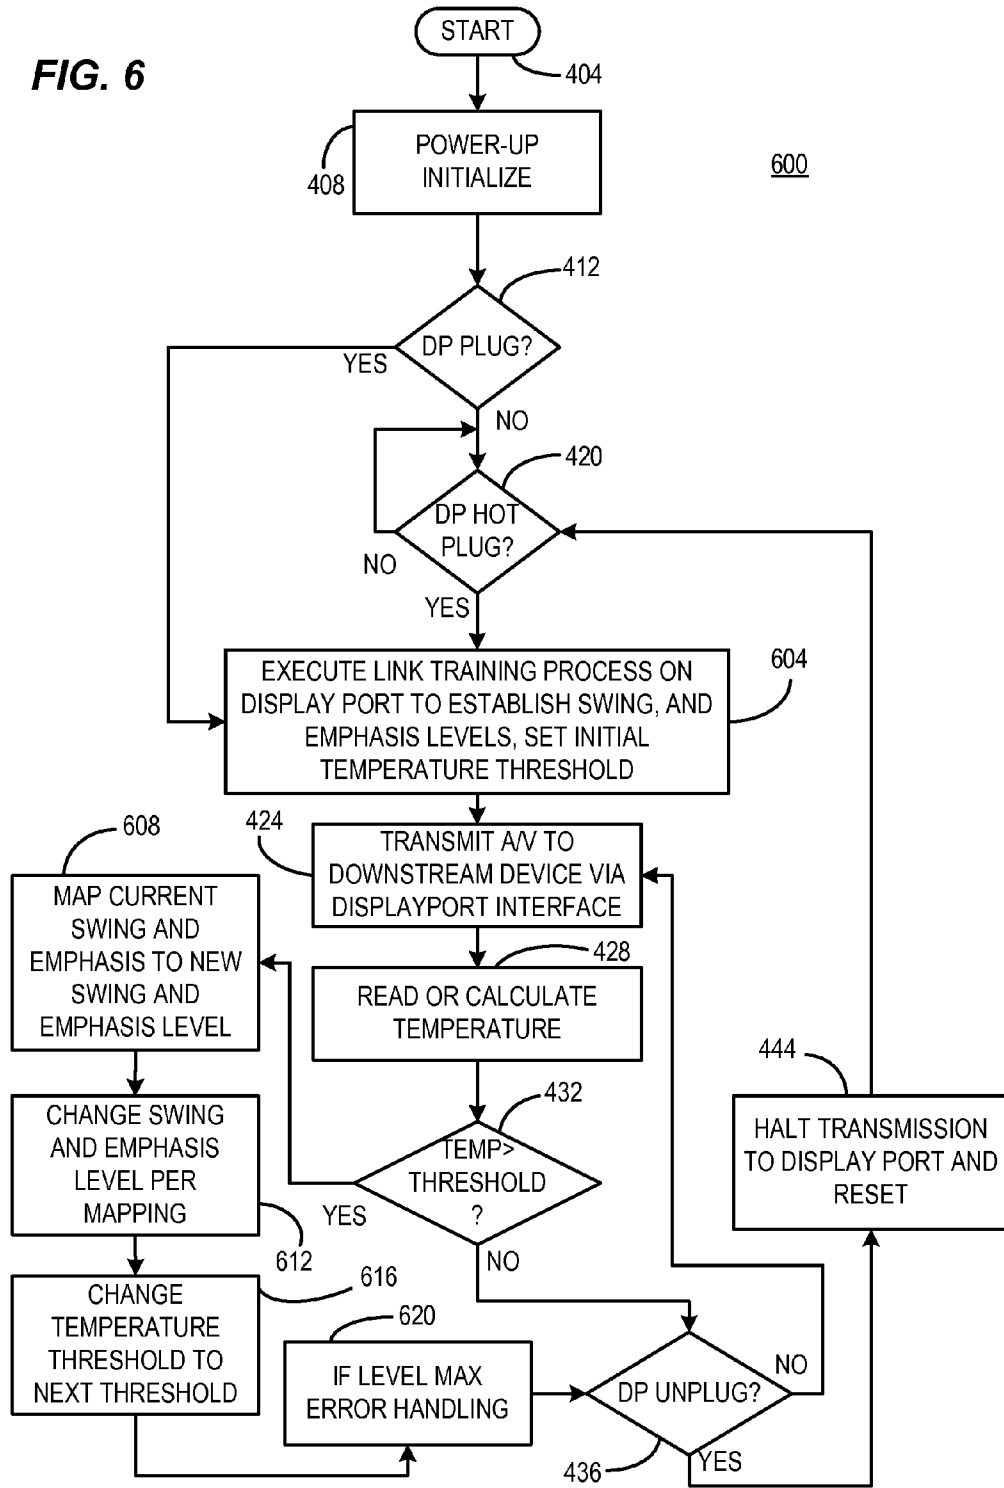 START
FIG. 6
404
POWER-UP
INITIALIZE
408
600
412
DP PLUG?
YES
NO
420
DP HOT
PLUG?
NO
YES
604
EXECUTE LINK TRAINING PROCESS ON
DISPLAY PORT TO ESTABLISH SWING, AND
EMPHASIS LEVELS, SET INITIAL
TEMPERATURE THRESHOLD
424
TRANSMIT A/V TO
DOWNSTREAM DEVICE VIA
DISPLAYPORT INTERFACE
608
MAP CURRENT
SWING AND
EMPHASIS TO NEW
SWING AND
EMPHASIS LEVEL
428
READ OR CALCULATE
TEMPERATURE
432
TEMP>
THRESHOLD
?
YES
NO
444
HALT TRANSMISSION
TO DISPLAY PORT AND
RESET
CHANGE SWING
AND EMPHASIS
LEVEL PER
MAPPING
612
616
CHANGE
TEMPERATURE
THRESHOLD TO
NEXT THRESHOLD
620
IF LEVEL MAX
ERROR HANDLING
DP UNPLUG?
NO
436
YES